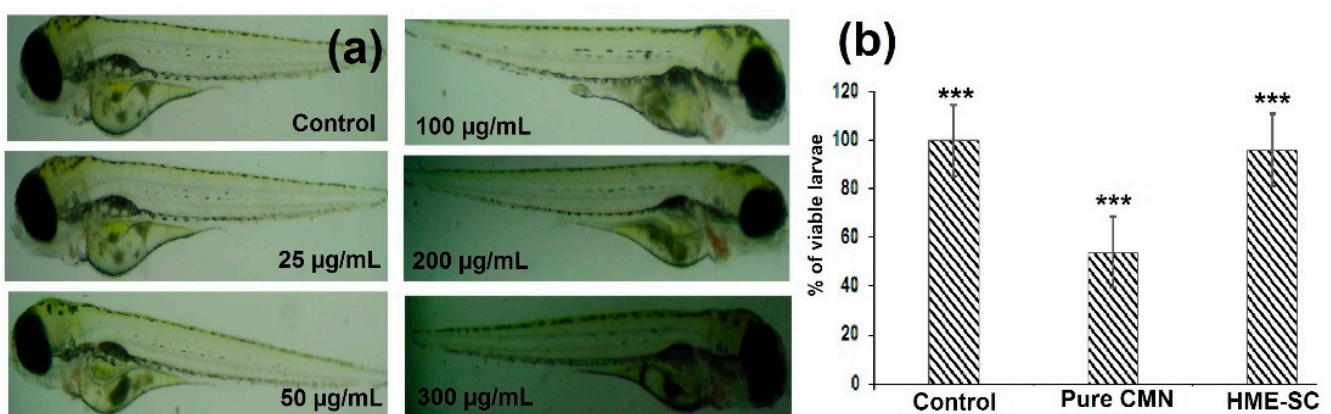 (a)
Control
100 µg/mL
25 µg/mL
200 µg/mL
50 µg/mL
300 µg/mL
(b)
% of viable larvae
120
100
80
60
40
20
0
***
***
***
Control
Pure CMN
HME-SC